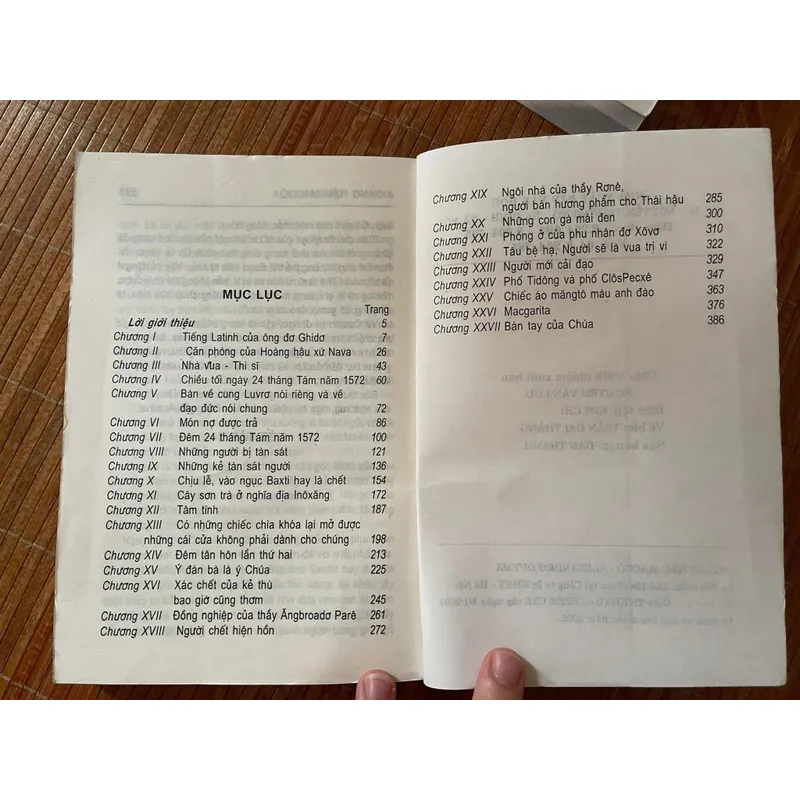 MỤC LỤC
Trang
Lời giới thiệu 5
Chương I Tiếng Latinh của ông đơ Ghidơ 7
Chương II Căn phòng của Hoàng hậu xứ Nava 26
Chương III Nhà vua - Thi sĩ 43
Chương IV Chiều tối ngày 24 tháng Tám năm 1572 60
Chương V Bàn về cung Luvrơ nói riêng và về
đạo đức nói chung 72
Chương VI Món nợ được trả 86
Chương VII Đêm 24 tháng Tám năm 1572 100
Chương VIII Những người bị tàn sát 121
Chương IX Những kẻ tàn sát người 136
Chương X Chịu lễ, vào ngục Baxti hay là chết 154
Chương XI Cây sơn trà ở nghĩa địa Inôxăng 172
Chương XII Tâm tình 187
Chương XIII Có những chiếc chìa khóa lại mở được
những cái cửa không phải dành cho chúng 198
Chương XIV Đêm tân hôn lần thứ hai 213
Chương XV Ý đàn bà là ý Chúa 225
Chương XVI Xác chết của kẻ thù
bao giờ cũng thơm 245
Chương XVII Đồng nghiệp của thầy Ăngbroadơ Parê 261
Chương XVIII Người chết hiện hồn 272
Chương XIX Ngôi nhà của thầy Rơnê,
người bán hương phẩm cho Thái hậu 285
Chương XX Những con gà mái đen 300
Chương XXI Phòng ở của phu nhân đơ Xôvơ 310
Chương XXII Tâu bệ hạ, Người sẽ là vua trị vì 322
Chương XXIII Người mới cải đạo 329
Chương XXIV Phố Tidông và phố ClôsPecxê 347
Chương XXV Chiếc áo măngtô màu anh đào 363
Chương XXVI Macgarita 376
Chương XXVII Bàn tay của Chúa 386